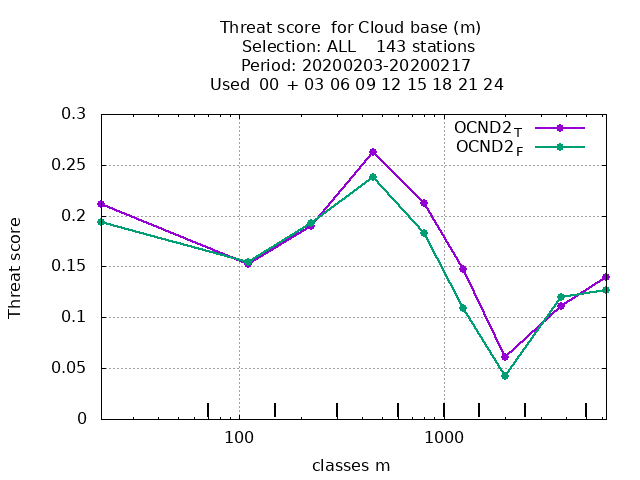 Threat score  for Cloud base (m)
Selection: ALL    143 stations
Period: 20200203-20200217
Used  00 + 03 06 09 12 15 18 21 24
OCND2_T
OCND2_F
0.3
0.25
0.2
0.15
0.1
0.05
0
Threat score
100
1000
classes m